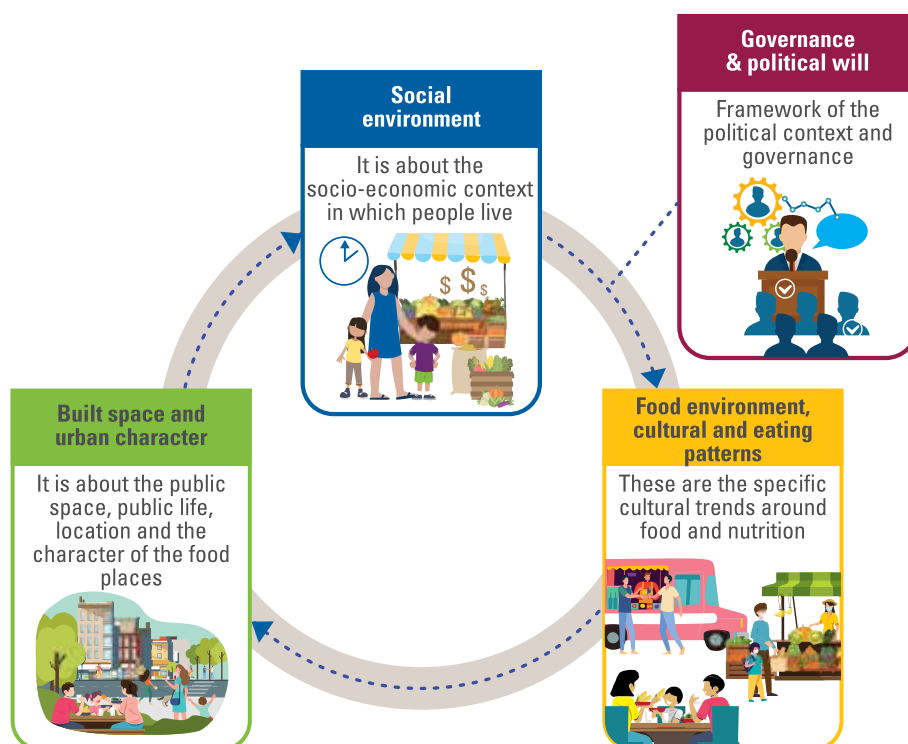 Governance
& political will
Framework of the
political context and
governance
Social
environment
It is about the
socio-economic context
in which people live
$ $ $
Built space and
urban character
It is about the public
space, public life,
location and the
character of the food
places
Food environment,
cultural and eating
patterns
These are the specific
cultural trends around
food and nutrition